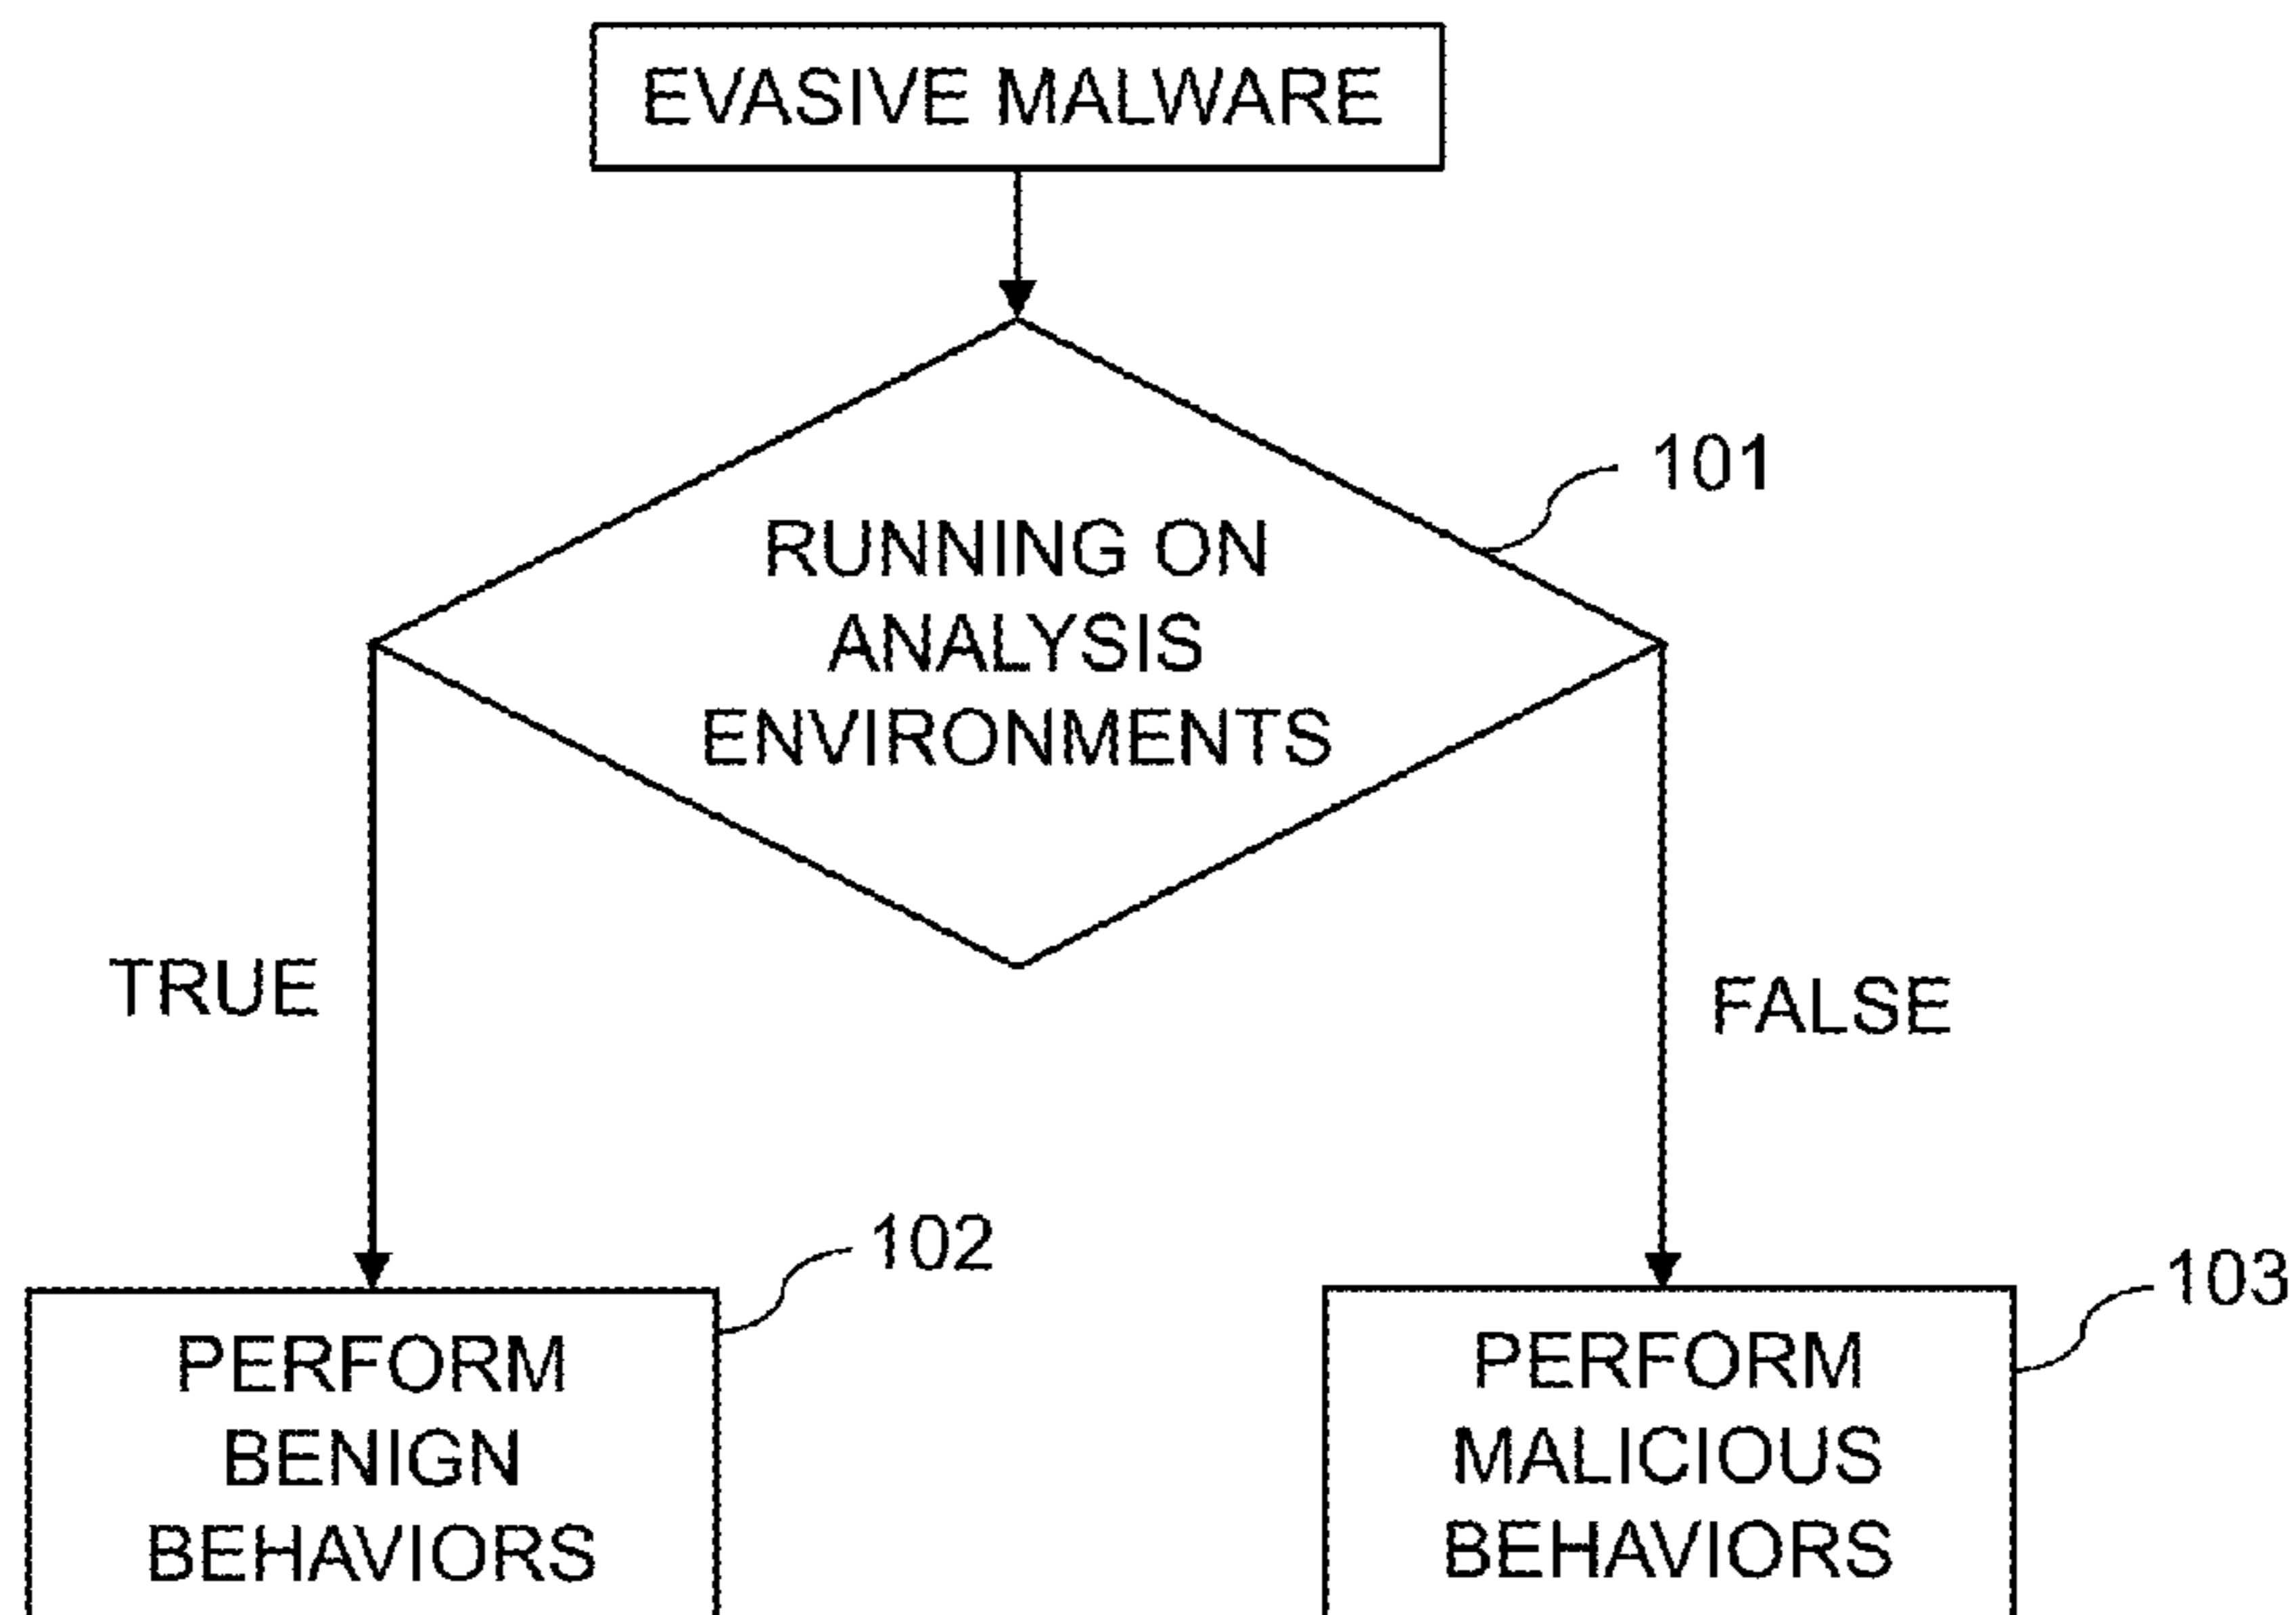 EVASIVE MALWARE
101
RUNNING ON
ANALYSIS
ENVIRONMENTS
TRUE
FALSE
102
103
PERFORM
BENIGN
BEHAVIORS
PERFORM
MALICIOUS
BEHAVIORS